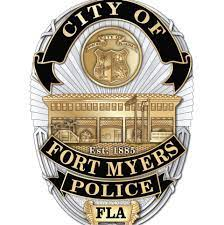 CITY OF
Est. 1885
FORT MYERS
POLICE
FLA